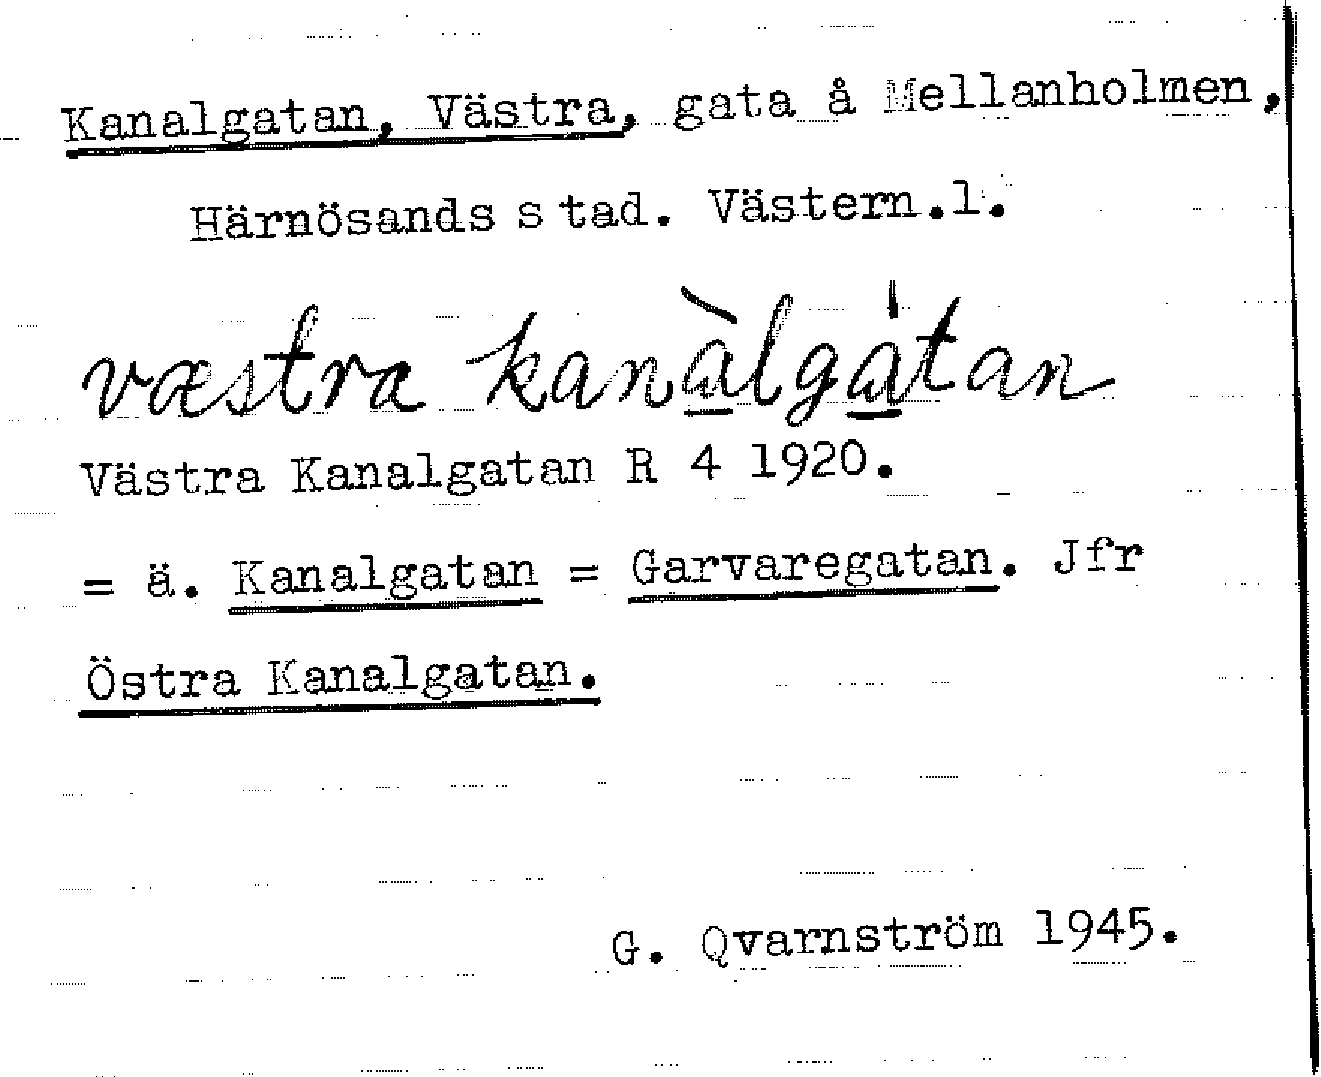 Kanalgatan, Västra, gata å Mellanholmen,
Härnösands stad. Västern.l.
væstra kanàlgátan
Västra Kanalgatan R 4 1920.
= ä. Kanalgatan = Garvaregatan. Jfr
Östra Kanalgatan.
G. Qvarnström 1945.